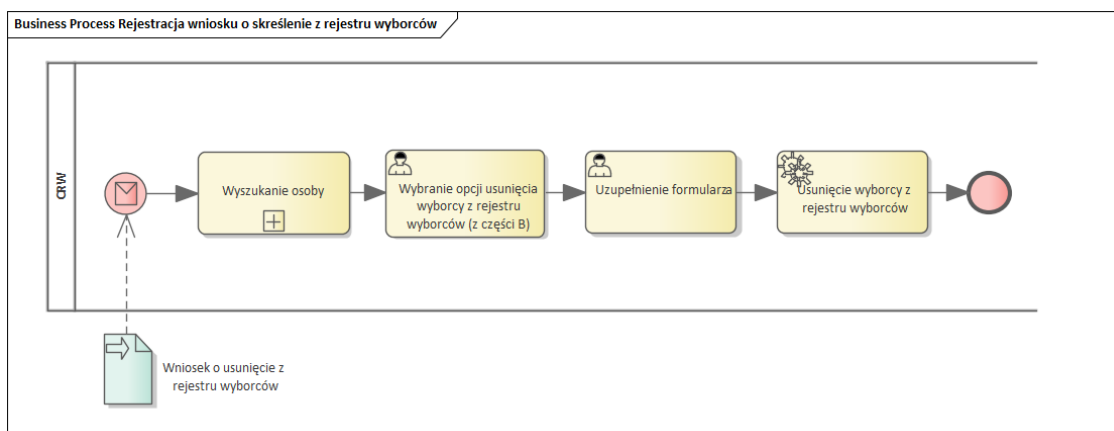 Business Process Rejestracja wniosku o skreślenie z rejestru wyborców
CRW
Wyszukanie osoby
Wybranie opcji usunięcia
wyborcy z rejestru
wyborców (z części B)
Uzupełnienie formularza
Usunięcie wyborcy z
rejestru wyborców
Wniosek o usunięcie z
rejestru wyborców